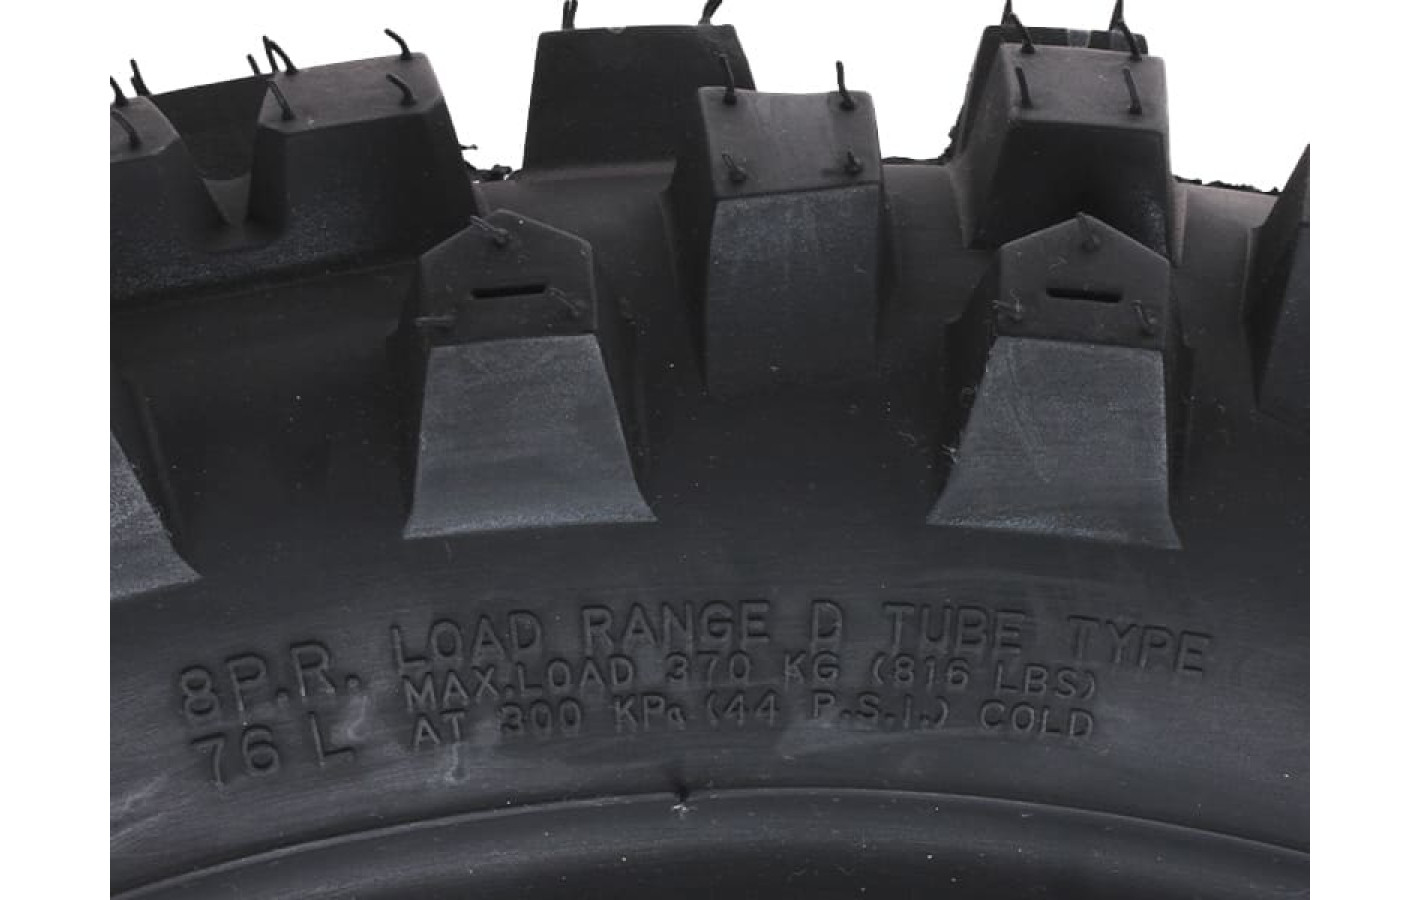 8P.R. LOAD RANGE D TUBE TYPE
MAX.LOAD 370 KG (816 LBS)
76 L AT 300 KPa (44 P.S.I.) COLD